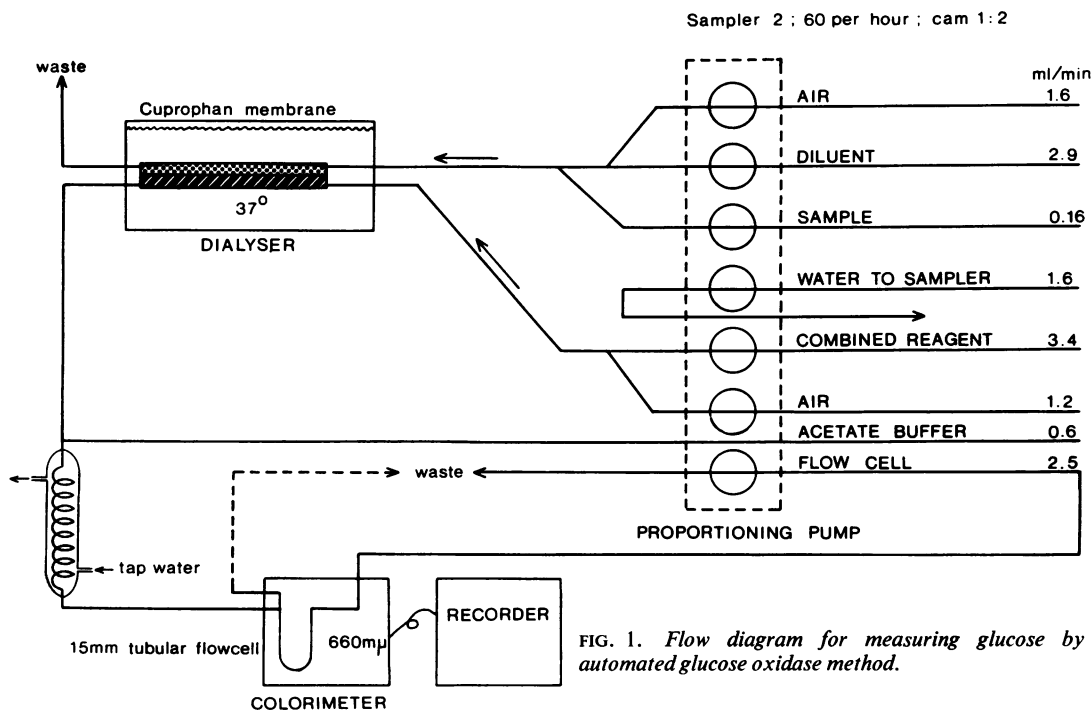 Sampler 2 ; 60 per hour ; cam 1:2
waste
ml/min
Cuprophan membrane
37°
DIALYSER
AIR 1.6
DILUENT 2.9
SAMPLE 0.16
WATER TO SAMPLER 1.6
COMBINED REAGENT 3.4
AIR 1.2
ACETATE BUFFER 0.6
waste
FLOW CELL 2.5
PROPORTIONING PUMP
tap water
15mm tubular flowcell
660mμ
RECORDER
COLORIMETER
FIG. 1. Flow diagram for measuring glucose by
automated glucose oxidase method.